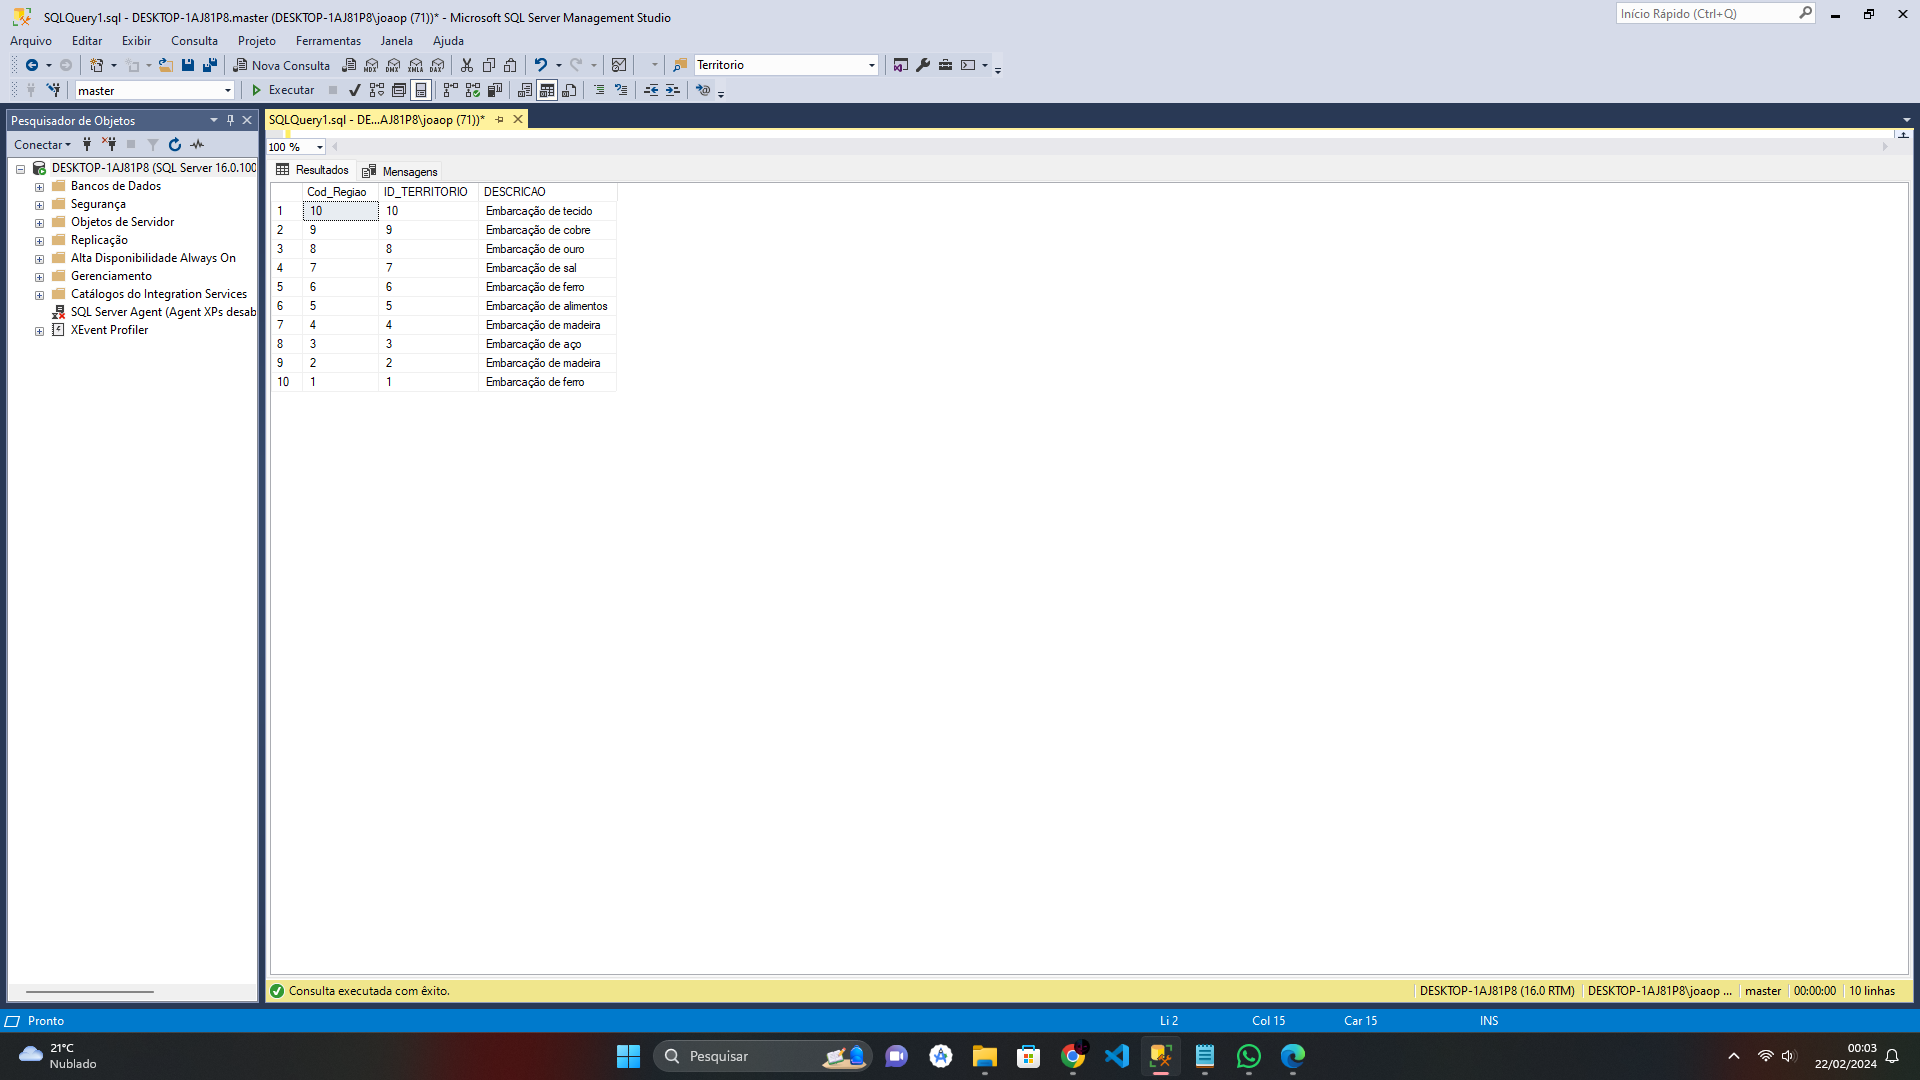 SQLQuery1.sql - DESKTOP-1AJ81P8.master (DESKTOP-1AJ81P8\joaop (71))* - Microsoft SQL Server Management Studio
Início Rápido (Ctrl+Q)
Arquivo Editar Exibir Consulta Projeto Ferramentas Janela Ajuda
Nova Consulta MDX DMX XMLA DAX Territorio
master Executar
Pesquisador de Objetos
SQLQuery1.sql - DE...AJ81P8\joaop (71))*
Conectar
100 %
DESKTOP-1AJ81P8 (SQL Server 16.0.100
Bancos de Dados
Segurança
Objetos de Servidor
Replicação
Alta Disponibilidade Always On
Gerenciamento
Catálogos do Integration Services
SQL Server Agent (Agent XPs desab
XEvent Profiler
Resultados Mensagens
Cod_Regiao ID_TERRITORIO DESCRICAO
1 10 10 Embarcação de tecido
2 9 9 Embarcação de cobre
3 8 8 Embarcação de ouro
4 7 7 Embarcação de sal
5 6 6 Embarcação de ferro
6 5 5 Embarcação de alimentos
7 4 4 Embarcação de madeira
8 3 3 Embarcação de aço
9 2 2 Embarcação de madeira
10 1 1 Embarcação de ferro
Consulta executada com êxito.
DESKTOP-1AJ81P8 (16.0 RTM) DESKTOP-1AJ81P8\joaop ... master 00:00:00 10 linhas
Pronto Li 2 Col 15 Car 15 INS
21°C
Nublado
Pesquisar
00:03
22/02/2024